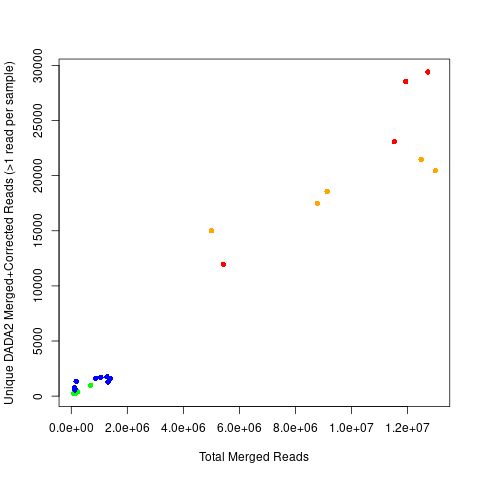 Unique DADA2 Merged+Corrected Reads (>1 read per sample)
30000
25000
20000
15000
10000
5000
0
0.0e+00 2.0e+06 4.0e+06 6.0e+06 8.0e+06 1.0e+07 1.2e+07
Total Merged Reads